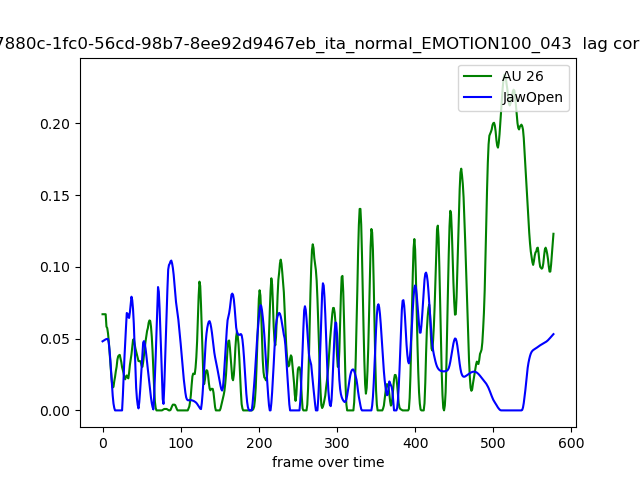 7880c-1fc0-56cd-98b7-8ee92d9467eb_ita_normal_EMOTION100_043 lag cor
AU 26
JawOpen
0.20
0.15
0.10
0.05
0.00
0 100 200 300 400 500 600
frame over time